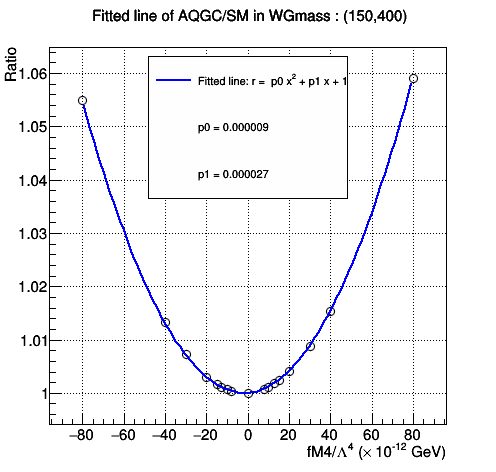 Fitted line of AQGC/SM in WGmass : (150,400)
Ratio
Fitted line: r = p0 x² + p1 x + 1
p0 = 0.000009
p1 = 0.000027
1.06
1.05
1.04
1.03
1.02
1.01
1
−80 −60 −40 −20 0 20 40 60 80
fM4/Λ⁴ (× 10⁻¹² GeV)